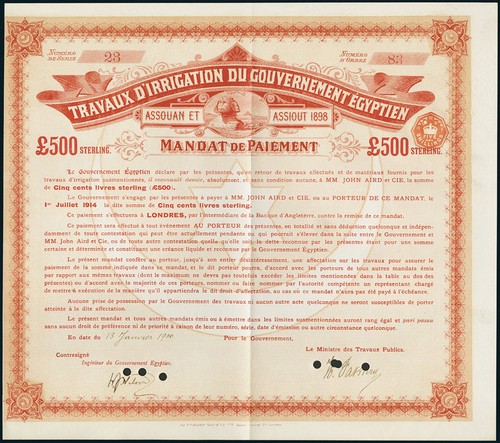 NUMÉRO DE SÉRIE 23
NUMÉRO D'ORDRE 83
TRAVAUX D'IRRIGATION DU GOUVERNEMENT ÉGYPTIEN
ASSOUAN ET ASSIOUT 1898
£500 STERLING.
MANDAT DE PAIEMENT
£500 STERLING.
Le Gouvernement Égyptien déclare par les présentes, qu'en retour de travaux effectués et de matériaux fournis pour les
travaux d'irrigation susmentionnés, il reconnaît devoir, absolument, et sans condition aucune, à MM. JOHN AIRD ET CIE, la somme
de Cinq cents livres sterling (£500).
Le Gouvernement s'engage par les présentes à payer à MM. JOHN AIRD ET CIE, ou AU PORTEUR DE CE MANDAT, le
1er Juillet 1914 la dite somme de Cinq cents livres sterling.
Ce paiement s'effectuera à LONDRES, par l'intermédiaire de la Banque d'Angleterre, contre la remise de ce mandat.
Ce paiement sera effectué à tout événement AU PORTEUR des présentes, en totalité et sans déduction quelconque et indépendam-
ment de toute contestation qui peut être actuellement pendante ou qui pourrait s'élever dans la suite entre le Gouvernement et
MM. John Aird et Cie, ou de toute autre contestation quelle qu'elle soit, la dette reconnue par les présentes étant pour une somme
certaine et déterminée et constituant une créance liquide et reconnue par le Gouvernement Égyptien.
Le présent mandat confère au porteur, jusqu'à son entier désintéressement, une affectation sur les travaux pour assurer le
paiement de la somme indiquée dans se mandat, et le dit porteur pourra, d'accord avec les porteurs de tous autres mandats émis
par rapport aux mêmes travaux (dont le maximum ne devra pas toutefois excéder les limites mentionnées dans la table au dos des
présentes) ou d'accord avec la majorité de ces porteurs, nommer ou faire nommer par l'autorité compétente un représentant chargé
de mettre à exécution de la manière qu'il appartiendra le dit droit d'affectation, au cas où ce mandat n'aura pas été payé à l'échéance.
Aucune prise de possession par le Gouvernement des travaux ni aucun autre acte quelconque ne seront susceptibles de porter
atteinte à la dite affectation.
Le présent mandat et tous autres mandats émis ou à émettre dans les limites susmentionnées auront rang égal et pari passu
sans aucun droit de préférence ni de priorité à raison de leur numéro, série, date d'émission ou autre circonstance quelconque.
En date du 13 Janvier 1900
Pour le Gouvernement,
Contresigné
Ingénieur du Gouvernement Égyptien.
Le Ministre des Travaux Publics.